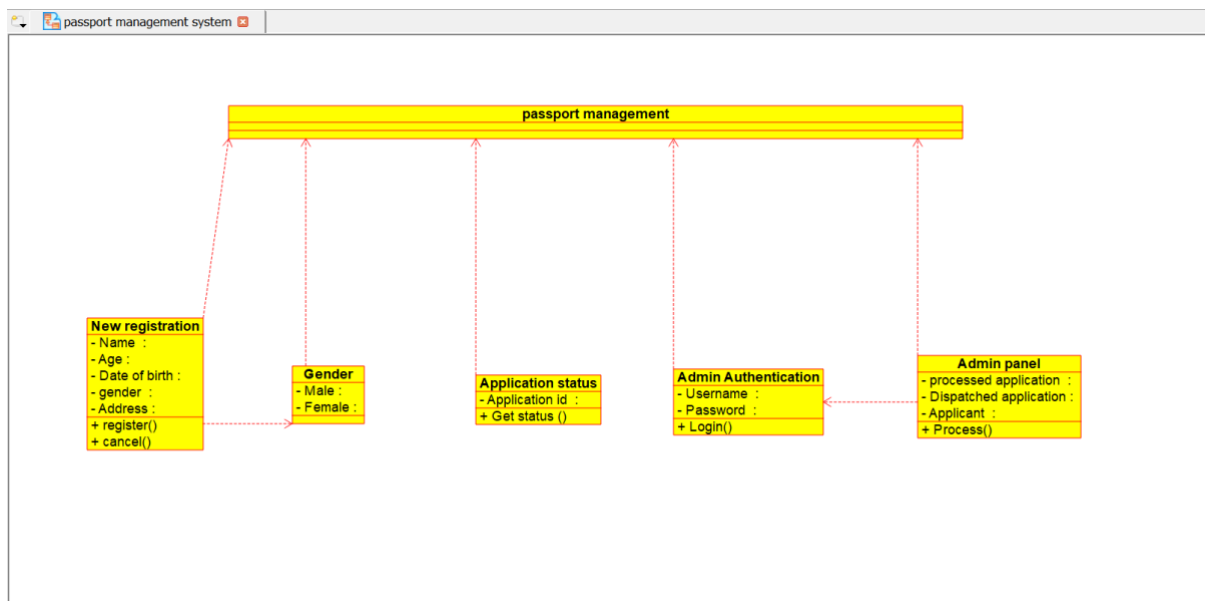 passport management system
passport management
New registration
- Name :
- Age :
- Date of birth :
- gender :
- Address :
+ register()
+ cancel()
Gender
- Male :
- Female :
Application status
- Application id :
+ Get status ()
Admin Authentication
- Username :
- Password :
+ Login()
Admin panel
- processed application :
- Dispatched application :
- Applicant :
+ Process()